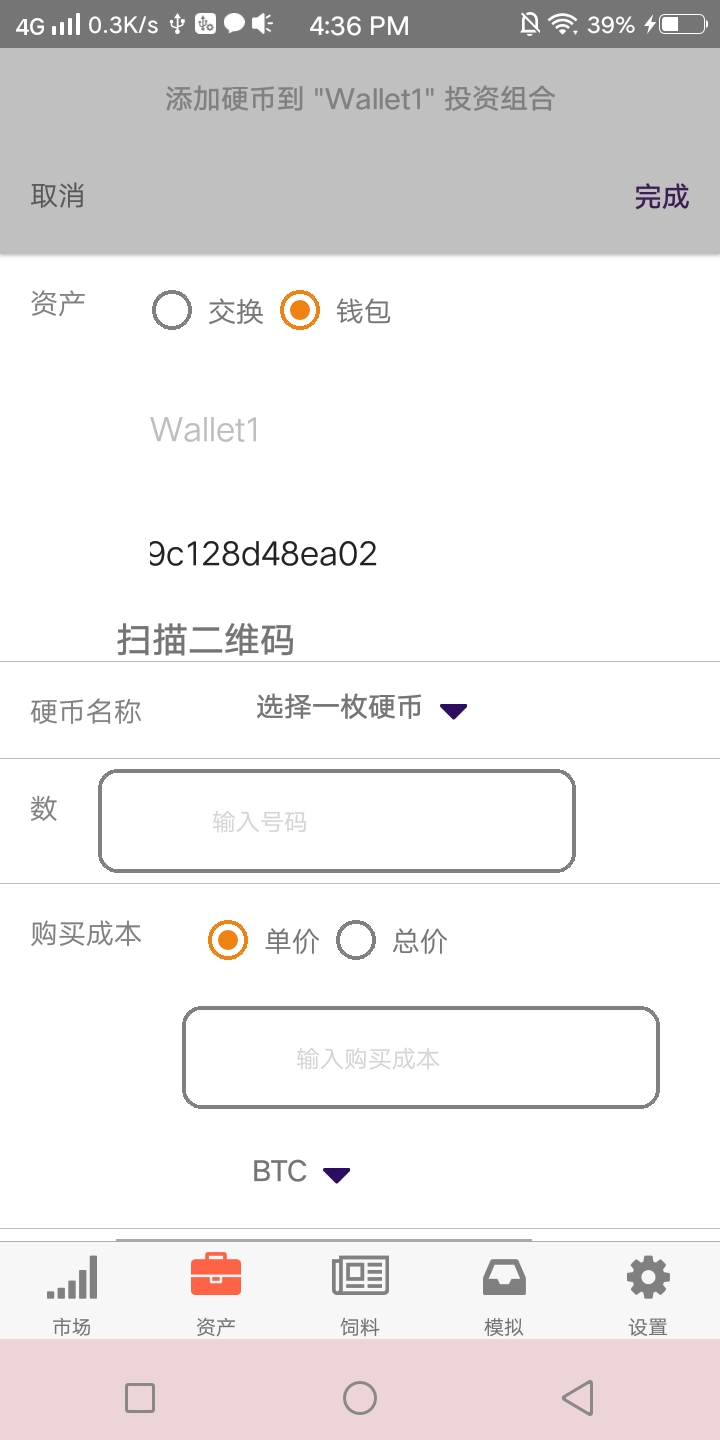 4G 0.3K/s 4:36 PM 39%
添加硬币到 "Wallet1" 投资组合
取消 完成
资产 交换 钱包
Wallet1
9c128d48ea02
扫描二维码
硬币名称 选择一枚硬币
数 输入号码
购买成本 单价 总价
输入购买成本
BTC
市场 资产 饲料 模拟 设置